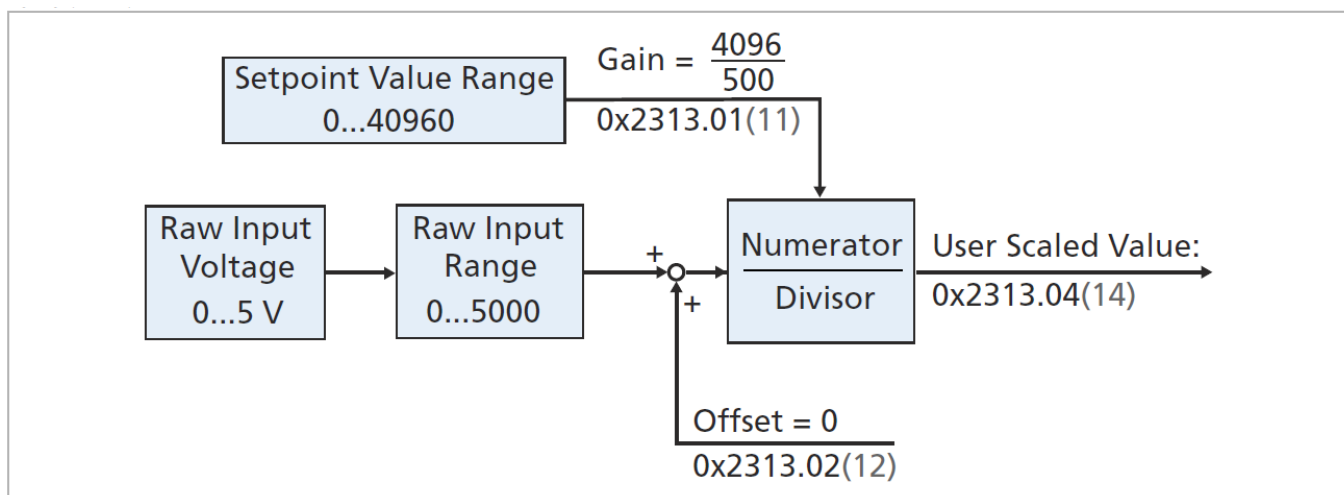 Setpoint Value Range
0...40960
Gain = 4096
500
0x2313.01(11)
Raw Input
Voltage
0...5 V
Raw Input
Range
0...5000
+
+
Numerator
Divisor
User Scaled Value:
0x2313.04(14)
Offset = 0
0x2313.02(12)